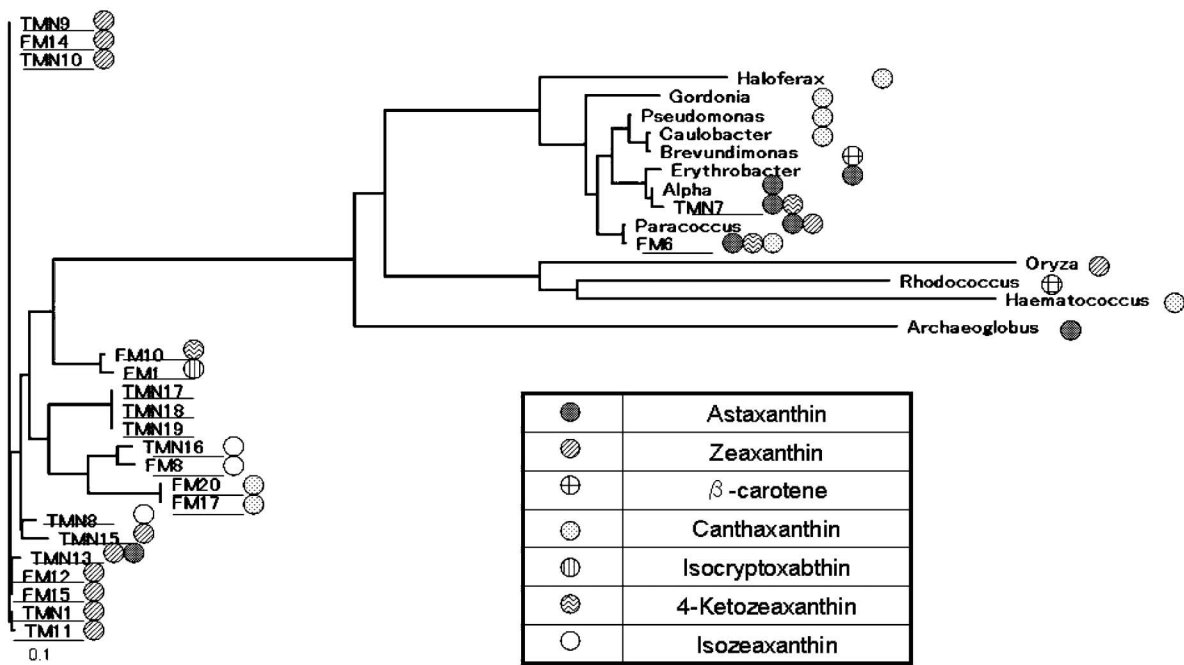 TMN9
FM14
TMN10
Haloferax
Gordonia
Pseudomonas
Caulobacter
Brevundimonas
Erythrobacter
Alpha
TMN7
Paracoccus
FM6
Oryza
Rhodococcus
Haematococcus
Archaeoglobus
FM10
FM1
TMN17
TMN18
TMN19
TMN16
FM8
FM20
FM17
TMN8
TMN15
TMN13
FM12
FM15
TMN1
TM11
0.1
Astaxanthin
Zeaxanthin
β-carotene
Canthaxanthin
Isocryptoxabthin
4-Ketozeaxanthin
Isozeaxanthin